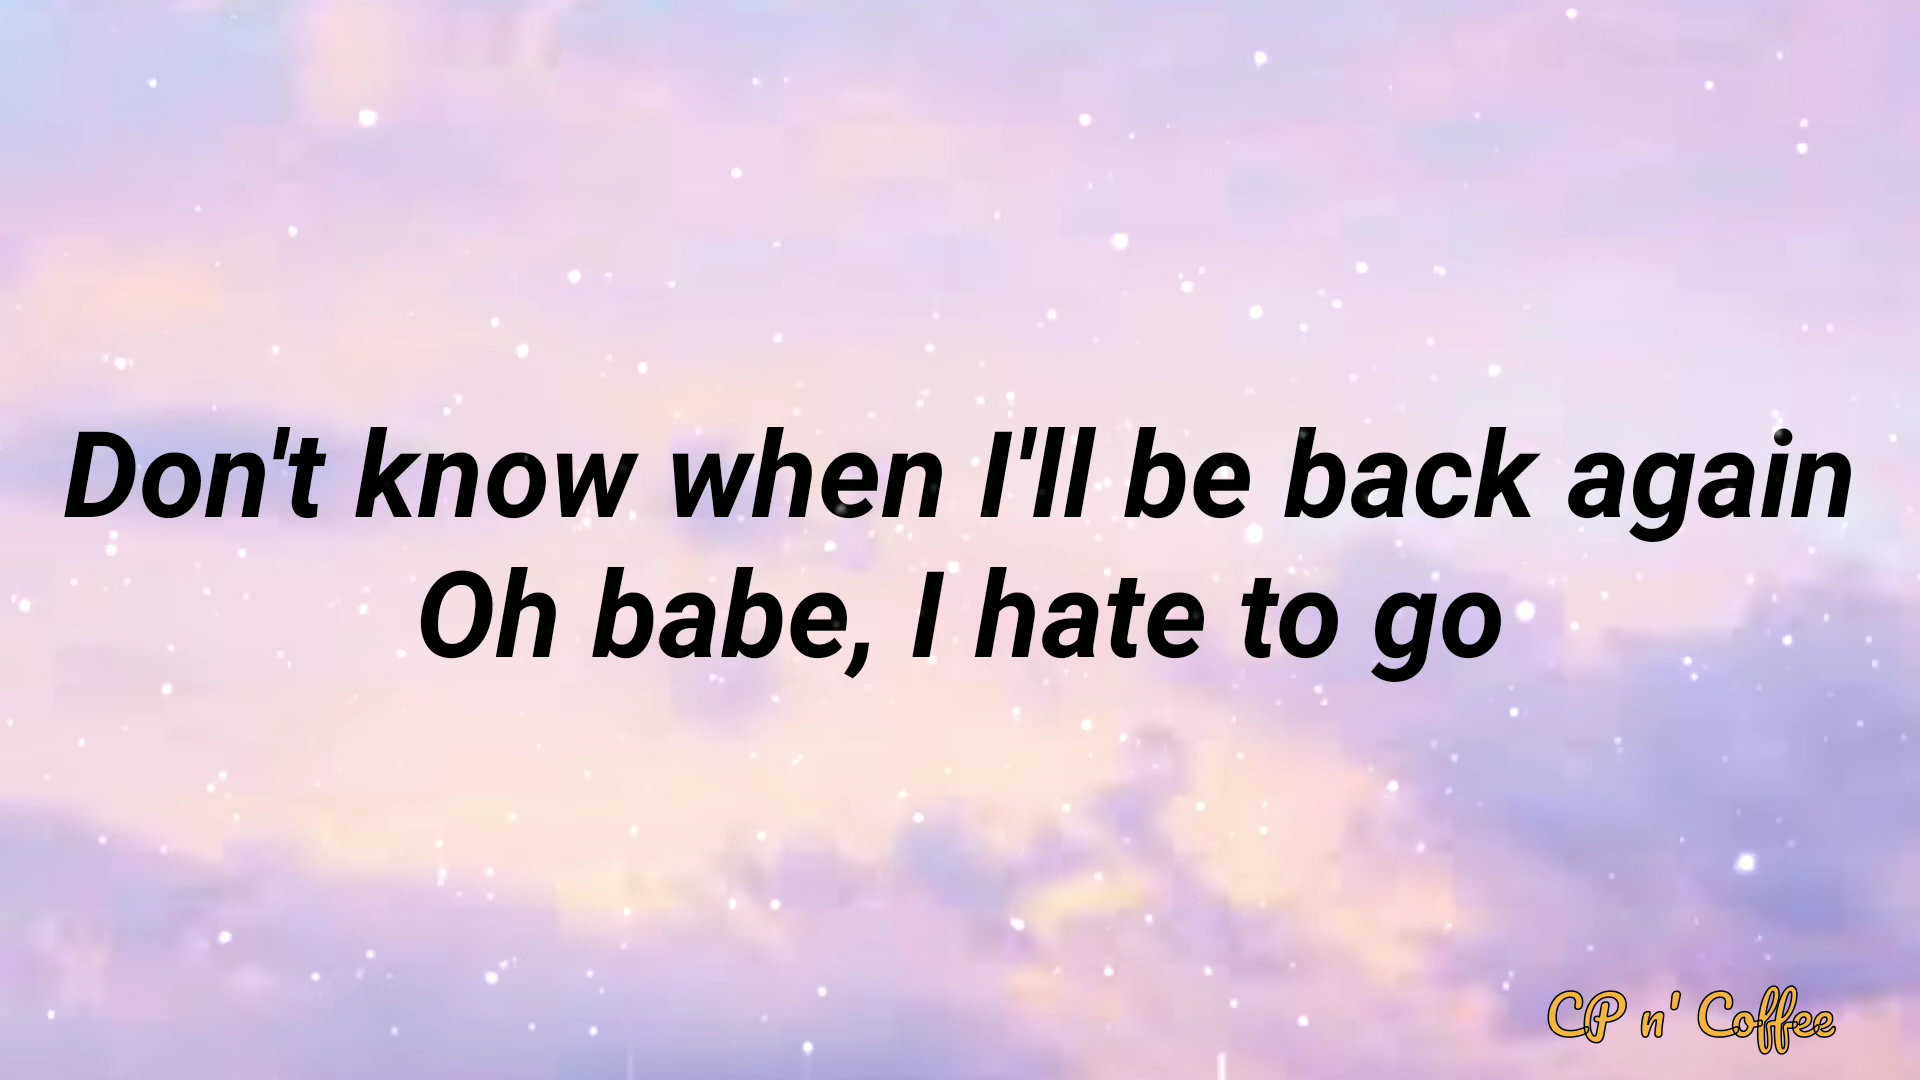 Don't know when I'll be back again
Oh babe, I hate to go
CP n' Coffee